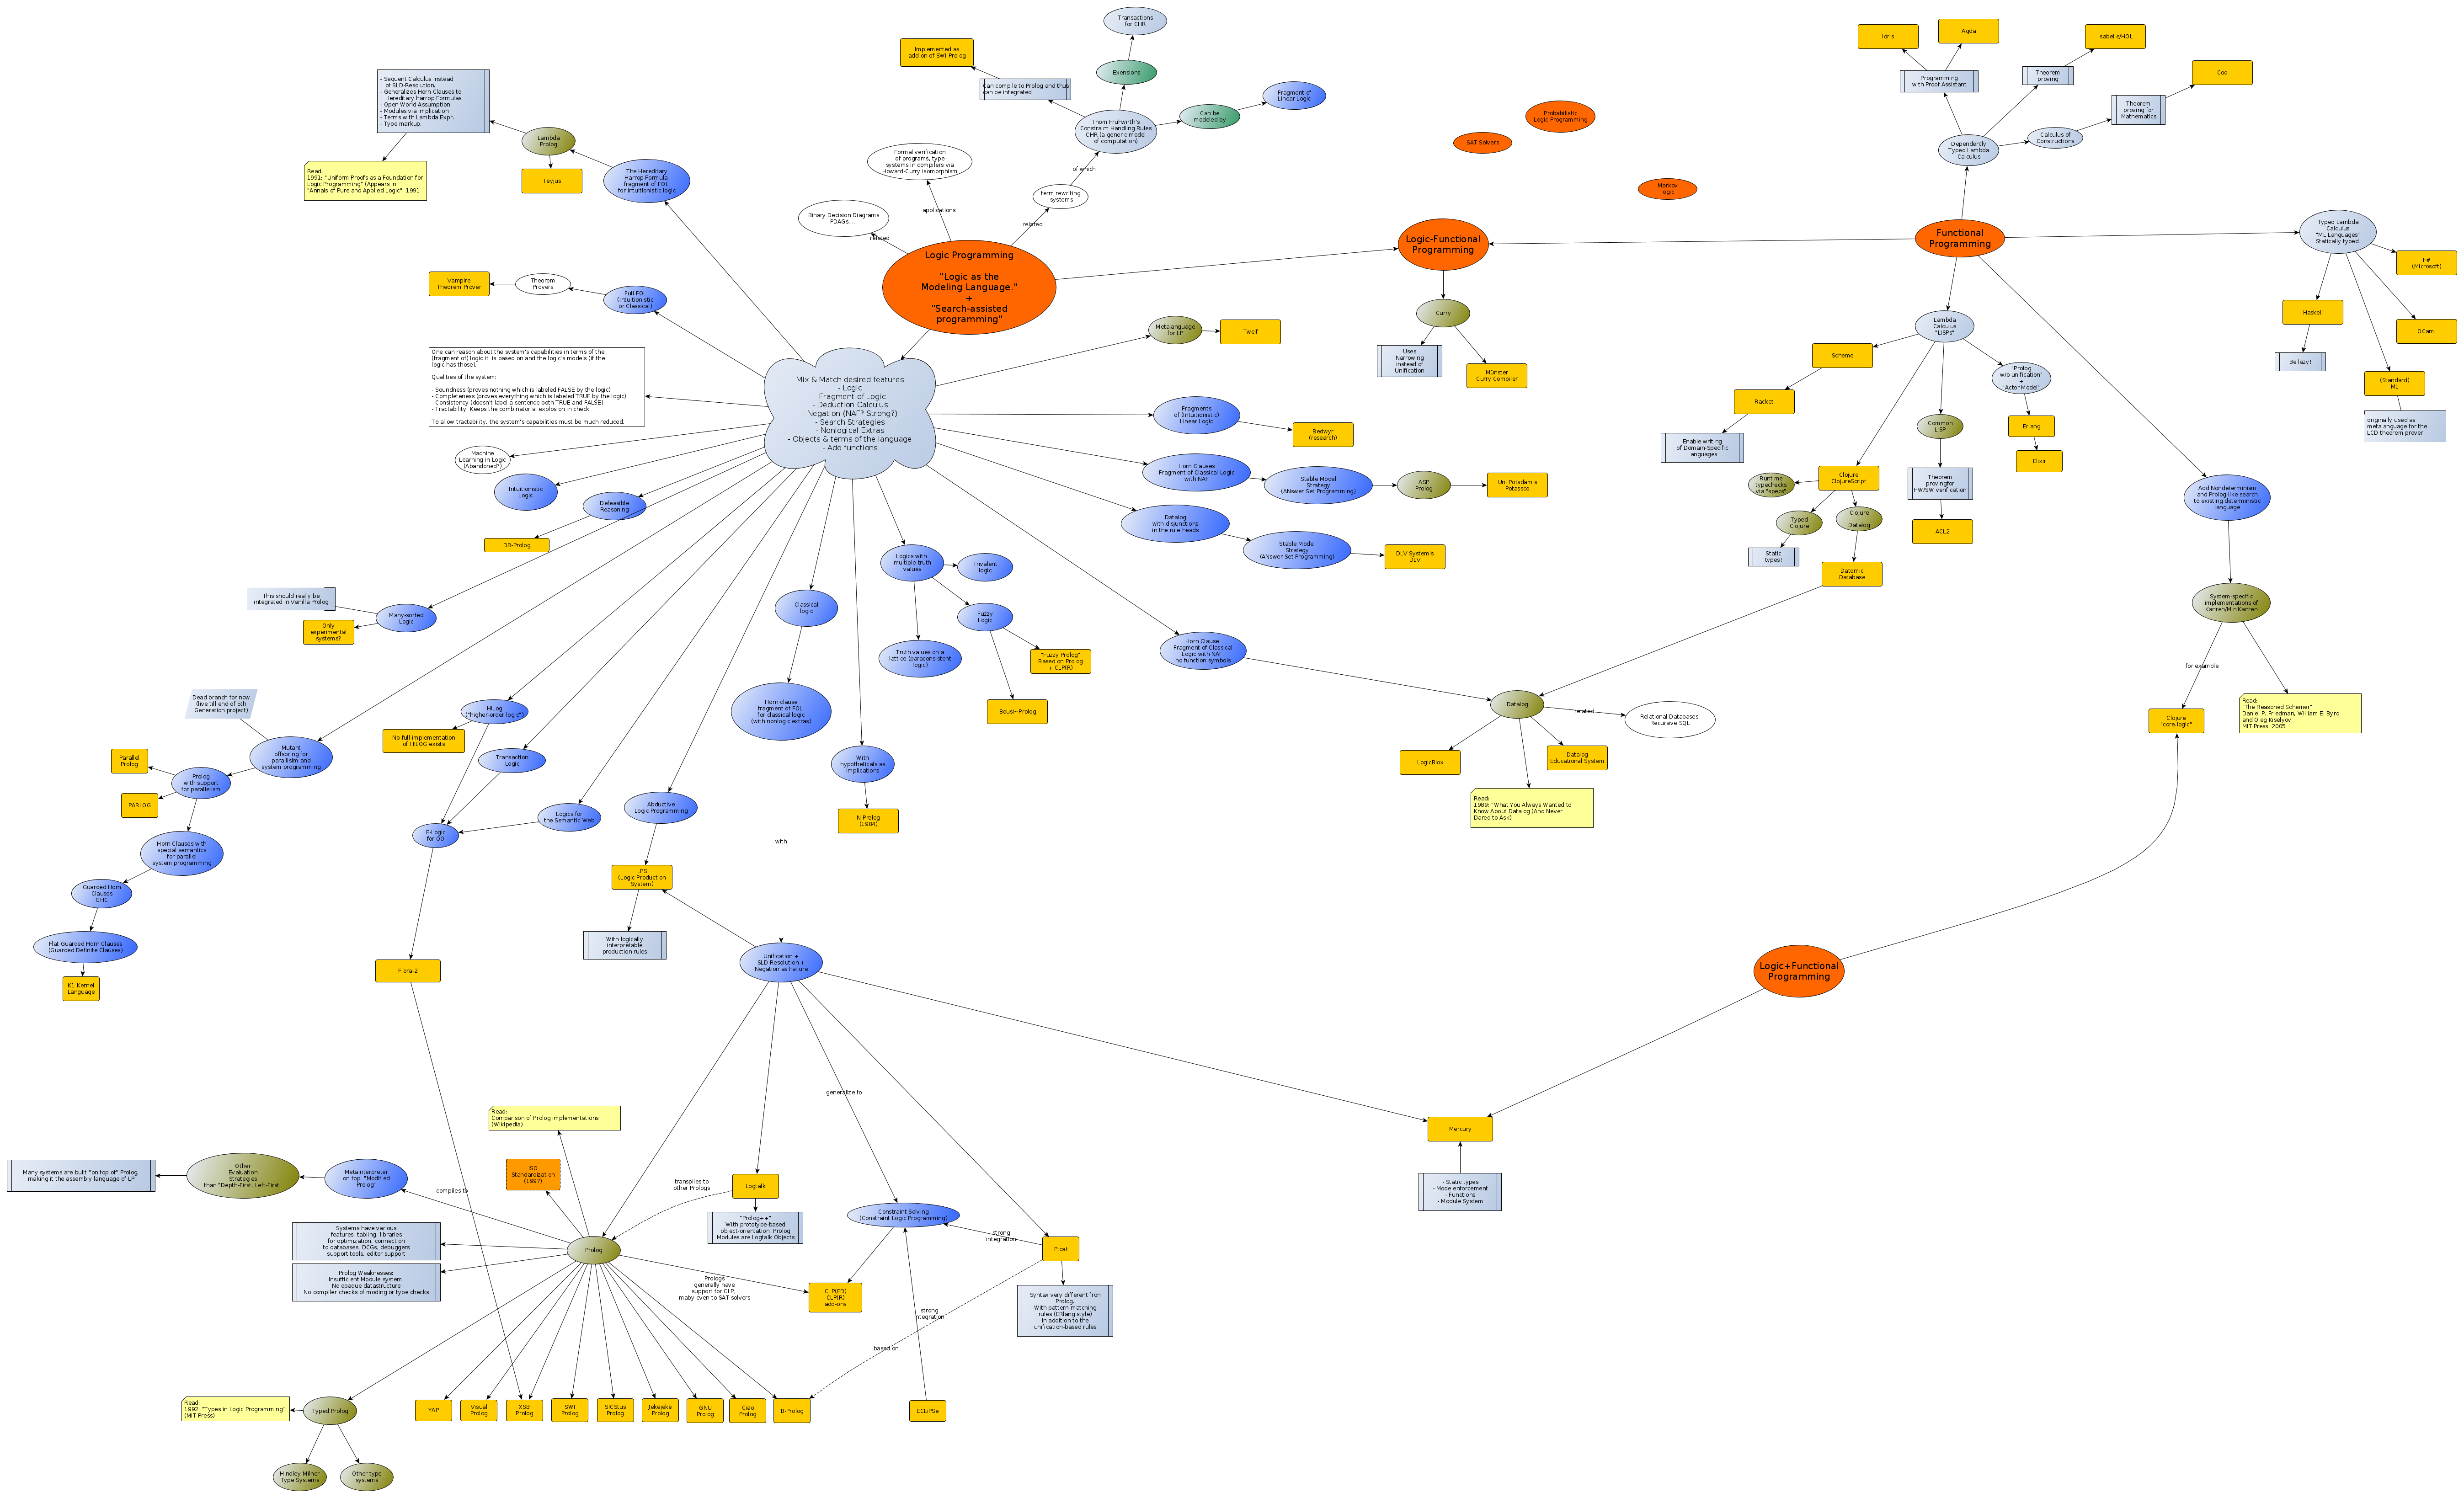 Transactions
for CHR
Implemented as
add-on of SWI Prolog
Exensions
Can compile to Prolog and thus
can be integrated
Fragment of
Linear Logic
Can be
modeled by
Thom Frühwirth's
Constraint Handling Rules
CHR (a generic model
of computation)
of which
term rewriting
systems
related
Formal verification
of programs, type
systems in compilers via
Howard-Curry isomorphism
applications
Binary Decision Diagrams
PDAGs, ...
related
- Sequent Calculus instead
of SLD-Resolution.
- Generalizes Horn Clauses to
Hereditary harrop Formulas
- Open World Assumption
- Modules via Implication
- Terms with Lambda Expr.
- Type markup.
Lambda
Prolog
Teyjus
Read:
1991: "Uniform Proofs as a Foundation for
Logic Programming" (Appears in:
"Annals of Pure and Applied Logic", 1991
The Hereditary
Harrop Formula
fragment of FOL
for intuitionistic logic
Probabilistic
Logic Programming
SAT Solvers
Markov
logic
Idris
Agda
Isabelle/HOL
Coq
Programming
with Proof Assistant
Theorem
proving
Theorem
proving for
Mathematics
Calculus of
Constructions
Dependently
Typed Lambda
Calculus
Logic Programming
"Logic as the
Modeling Language."
+
"Search-assisted
programming"
Logic-Functional
Programming
Functional
Programming
Typed Lambda
Calculus
"ML Languages"
Statically typed.
F#
(Microsoft)
Haskell
OCaml
Be lazy!
(Standard)
ML
originally used as
metalanguage for the
LCD theorem prover
Curry
Uses
Narrowing
instead of
Unification
Münster
Curry Compiler
Lambda
Calculus
"LISPs"
Scheme
Racket
Enable writing
of Domain-Specific
Languages
"Prolog
w/o unification"
+
"Actor Model"
Erlang
Elixir
Common
LISP
Theorem
provingfor
HW/SW verification
ACL2
Clojure
ClojureScript
Runtime
typechecks
via "specs"
Typed
Clojure
Static
types!
Clojure
+
Datalog
Datomic
Database
Add Nondeterminism
and Prolog-like search
to existing deterministic
language
System-specific
implementations of
Kanren/MiniKanren
for example
Clojure
"core.logic"
Read:
"The Reasoned Schemer"
Daniel P. Friedman, William E. Byrd
and Oleg Kiselyov
MIT Press, 2005
Vampire
Theorem Prover
Theorem
Provers
Full FOL
(Intuitionistic
or Classical)
One can reason about the system's capabilities in terms of the
(fragment of) logic it is based on and the logic's models (if the
logic has those).
Qualities of the system:
- Soundness (proves nothing which is labeled FALSE by the logic)
- Completeness (proves everything which is labeled TRUE by the logic)
- Consistency (doesn't label a sentence both TRUE and FALSE)
- Tractability: Keeps the combinatorial explosion in check
To allow tractability, the system's capabilities must be much reduced.
Mix & Match desired features
- Logic
- Fragment of Logic
- Deduction Calculus
- Negation (NAF? Strong?)
- Search Strategies
- Nonlogical Extras
- Objects & terms of the language
- Add functions
Metalanguage
for LP
Twelf
Fragments
of (Intuitionistic)
Linear Logic
Bedwyr
(research)
Horn Clauses
Fragment of Classical Logic
with NAF
Stable Model
Strategy
(ANswer Set Programming)
ASP
Prolog
Uni Potsdam's
Potassco
Datalog
with disjunctions
in the rule heads
Stable Model
Strategy
(ANswer Set Programming)
DLV System's
DLV
Machine
Learning in Logic
(Abandoned?)
Intuitionistic
Logic
Defeasible
Reasoning
DR-Prolog
This should really be
integrated in Vanilla Prolog
Many-sorted
Logic
Only
experimental
systems?
Logics with
multiple truth
values
Trivalent
logic
Fuzzy
Logic
Truth values on a
lattice (paraconsistent
logic)
"Fuzzy Prolog"
Based on Prolog
+ CLP(R)
Bousi~Prolog
Classical
logic
Horn clause
fragment of FOL
for classical logic
(with nonlogic extras)
with
With
hypotheticals as
implications
N-Prolog
(1984)
Horn Clause
Fragment of Classical
Logic with NAF,
no function symbols
Datalog
related
Relational Databases,
Recursive SQL
LogicBlox
Datalog
Educational System
Read:
1989: "What You Always Wanted to
Know About Datalog (And Never
Dared to Ask)
Dead branch for now
(live till end of 5th
Generation project)
Mutant
offspring for
parallislm and
system programming
Parallel
Prolog
Prolog
with support
for parallelism
PARLOG
Horn Clauses with
special semantics
for parallel
system programming
Guarded Horn
Clauses
GHC
Flat Guarded Horn Clauses
(Guarded Definite Clauses)
K1 Kernel
Language
HiLog
("higher-order logic")
No full implementation
of HILOG exists
Transaction
Logic
Logics for
the Semantic Web
F-Logic
for OO
Flora-2
Abductive
Logic Programming
LPS
(Logic Production
System)
With logically
interpretable
production rules
Unification +
SLD Resolution +
Negation as Failure
Logic+Functional
Programming
Mercury
- Static types
- Mode enforcement
- Functions
- Module System
generalize to
Read:
Comparison of Prolog implementations
(Wikipedia)
ISO
Standardization
(1997)
Many systems are built "on top of" Prolog,
making it the assembly language of LP
Other
Evaluation
Strategies
than "Depth-First, Left-First"
Metainterpreter
on top: "Modified
Prolog"
compiles to
transpiles to
other Prologs
Logtalk
"Prolog++"
With prototype-based
object-orientation; Prolog
Modules are Logtalk Objects
Constraint Solving
(Constraint Logic Programming)
strong
integration
Picat
Systems have various
features: tabling, libraries
for optimization, connection
to databases, DCGs, debuggers
support tools, editor support
Prolog
Prolog Weaknesses:
Insufficient Module system,
No opaque datastructure
No compiler checks of moding or type checks
Prologs
generally have
support for CLP,
maby even to SAT solvers
CLP(FD)
CLP(R)
add-ons
Syntax very different fron
Prolog.
With pattern-matching
rules (ERlang style)
in addition to the
unification-based rules
strong
integration
based on
Read:
1992: "Types in Logic Programming"
(MIT Press)
Typed Prolog
YAP
Visual
Prolog
XSB
Prolog
SWI
Prolog
SICStus
Prolog
Jekejeke
Prolog
GNU
Prolog
Ciao
Prolog
B-Prolog
ECLiPSe
Hindley-Milner
Type Systems
Other type
systems